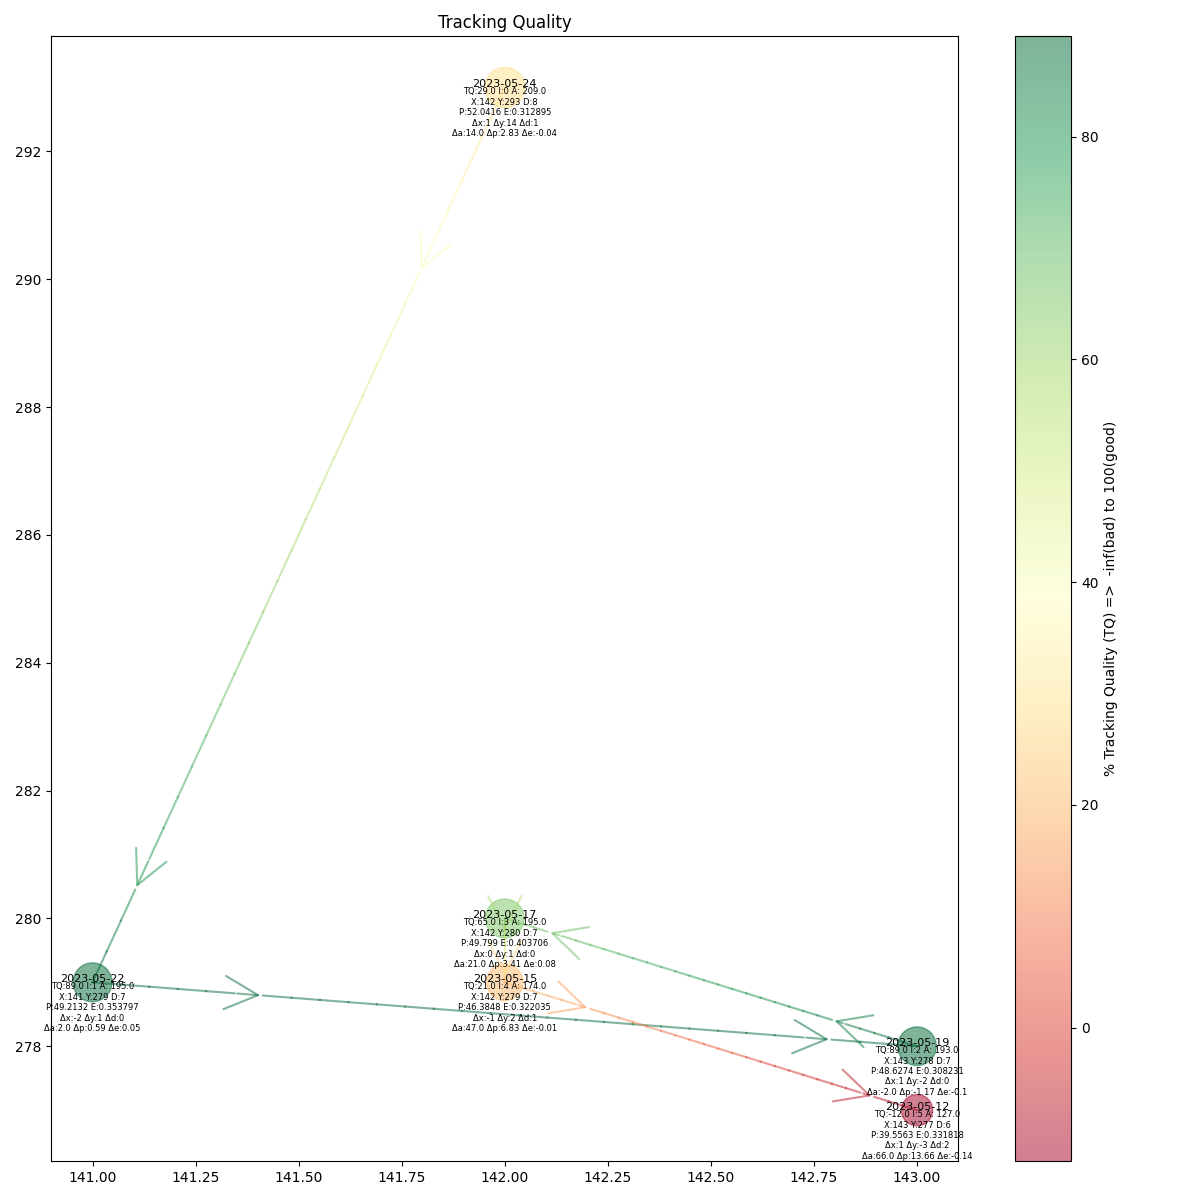 Tracking Quality
2023-05-24
TQ:29.0 I:0 A: 209.0
X:142 Y:293 D:8
P:52.0416 E:0.312895
Δx:1 Δy:14 Δd:1
Δa:14.0 Δp:2.83 Δe:-0.04
2023-05-17
TQ:65.0 I:3 A: 195.0
X:142 Y:280 D:7
P:49.799 E:0.403706
Δx:0 Δy:1 Δd:0
Δa:21.0 Δp:3.41 Δe:0.08
2023-05-15
TQ:21.0 I:4 A: 174.0
X:142 Y:279 D:7
P:46.3848 E:0.322035
Δx:-1 Δy:2 Δd:1
Δa:47.0 Δp:6.83 Δe:-0.01
2023-05-22
TQ:89.0 I:1 A: 195.0
X:141 Y:279 D:7
P:49.2132 E:0.353797
Δx:-2 Δy:1 Δd:0
Δa:2.0 Δp:0.59 Δe:0.05
2023-05-19
TQ:89.0 I:2 A: 193.0
X:143 Y:278 D:7
P:48.6274 E:0.308231
Δx:1 Δy:-2 Δd:0
Δa:-2.0 Δp:-1.17 Δe:-0.1
2023-05-12
TQ:-12.0 I:5 A: 127.0
X:143 Y:277 D:6
P:39.5563 E:0.331818
Δx:1 Δy:-3 Δd:2
Δa:66.0 Δp:13.66 Δe:-0.14
292
290
288
286
284
282
280
278
141.00 141.25 141.50 141.75 142.00 142.25 142.50 142.75 143.00
80
60
40
20
0
% Tracking Quality (TQ) => -inf(bad) to 100(good)